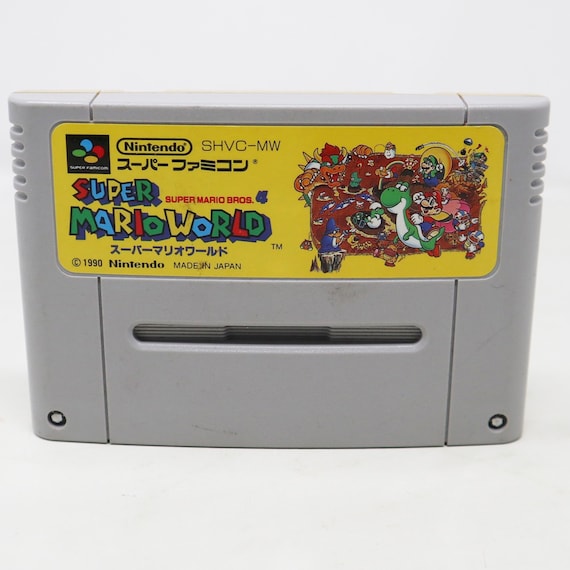 Nintendo SHVC-MW
SUPER FAMICOM
スーパーファミコン®
SUPER SUPER MARIO BROS. 4
MARIO WORLD
スーパーマリオワールド ™
© 1990 Nintendo MADE IN JAPAN